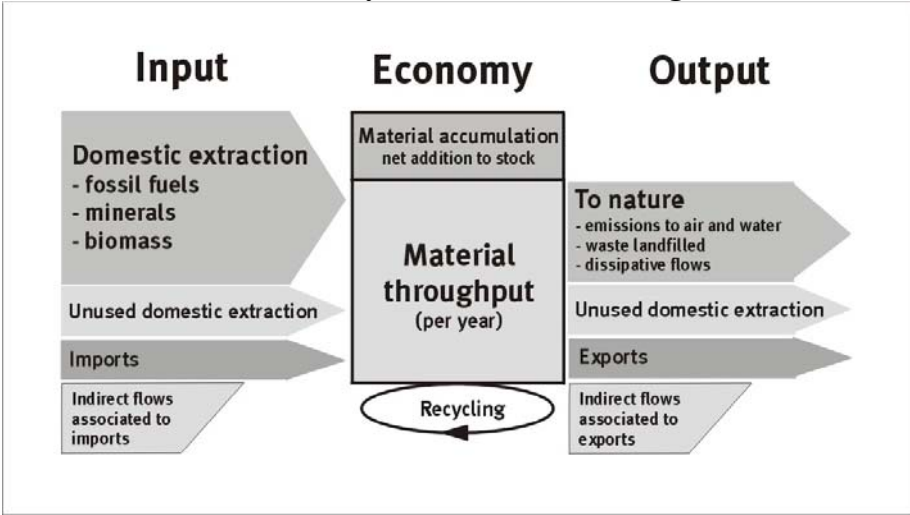 Input
Economy
Output
Domestic extraction
- fossil fuels
- minerals
- biomass
Unused domestic extraction
Imports
Indirect flows
associated to
imports
Material accumulation
net addition to stock
Material
throughput
(per year)
Recycling
To nature
- emissions to air and water
- waste landfilled
- dissipative flows
Unused domestic extraction
Exports
Indirect flows
associated to
exports